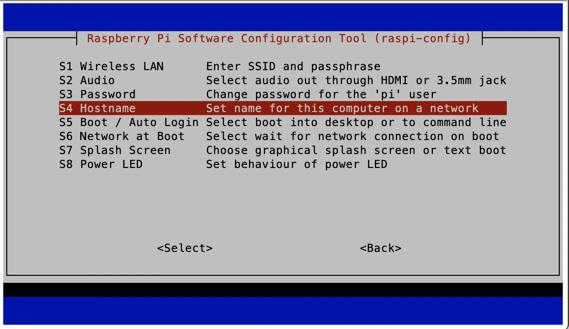 Raspberry Pi Software Configuration Tool (raspi-config)
S1 Wireless LAN Enter SSID and passphrase
S2 Audio Select audio out through HDMI or 3.5mm jack
S3 Password Change password for the 'pi' user
S4 Hostname Set name for this computer on a network
S5 Boot / Auto Login Select boot into desktop or to command line
S6 Network at Boot Select wait for network connection on boot
S7 Splash Screen Choose graphical splash screen or text boot
S8 Power LED Set behaviour of power LED
<Select> <Back>